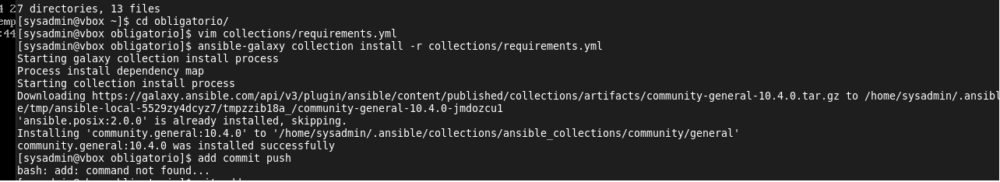 4 27 directories, 13 files
emp[sysadmin@vbox ~]$ cd obligatorio/
:44[sysadmin@vbox obligatorio]$ vim collections/requirements.yml
[sysadmin@vbox obligatorio]$ ansible-galaxy collection install -r collections/requirements.yml
Starting galaxy collection install process
Process install dependency map
Starting collection install process
Downloading https://galaxy.ansible.com/api/v3/plugin/ansible/content/published/collections/artifacts/community-general-10.4.0.tar.gz to /home/sysadmin/.ansibl
e/tmp/ansible-local-5529zy4dcyz7/tmpzzib18a_/community-general-10.4.0-jmdozcu1
'ansible.posix:2.0.0' is already installed, skipping.
Installing 'community.general:10.4.0' to '/home/sysadmin/.ansible/collections/ansible_collections/community/general'
community.general:10.4.0 was installed successfully
[sysadmin@vbox obligatorio]$ add commit push
bash: add: command not found...